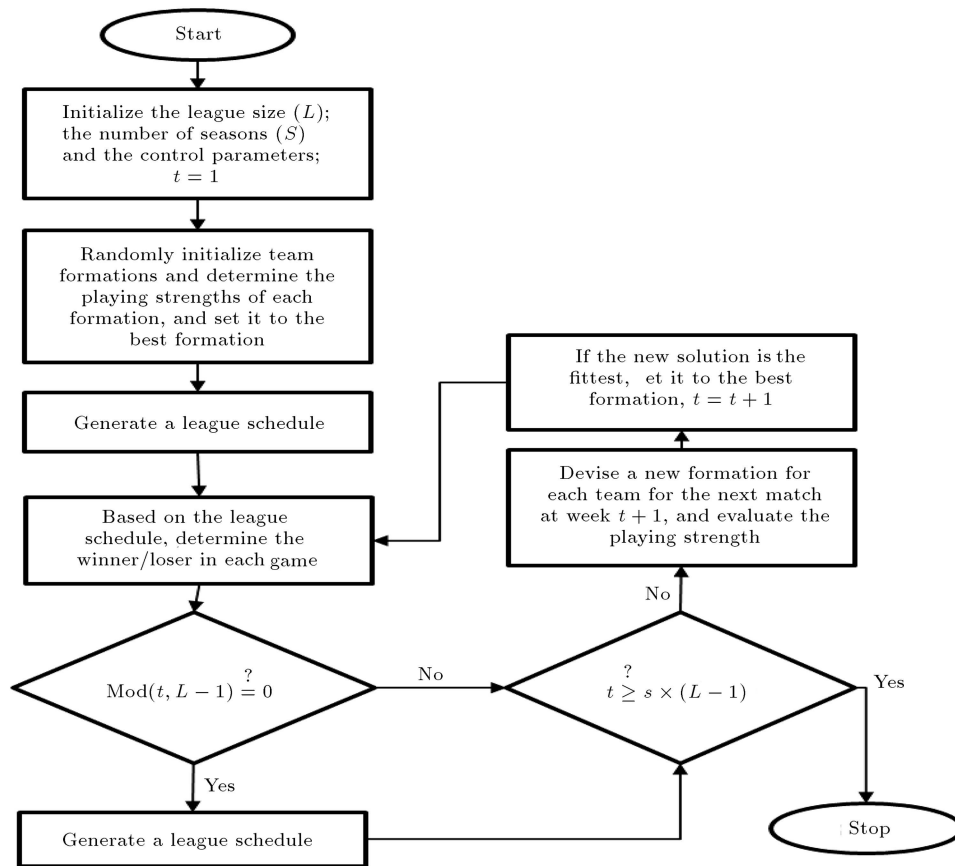 Start
Initialize the league size (L);
the number of seasons (S)
and the control parameters;
t = 1
Randomly initialize team
formations and determine the
playing strengths of each
formation, and set it to the
best formation
Generate a league schedule
Based on the league
schedule, determine the
winner/loser in each game
?
Mod(t, L − 1) = 0
No
Yes
Generate a league schedule
?
t ≥ s × (L − 1)
No
Yes
Devise a new formation for
each team for the next match
at week t + 1, and evaluate the
playing strength
If the new solution is the
fittest, et it to the best
formation, t = t + 1
Stop